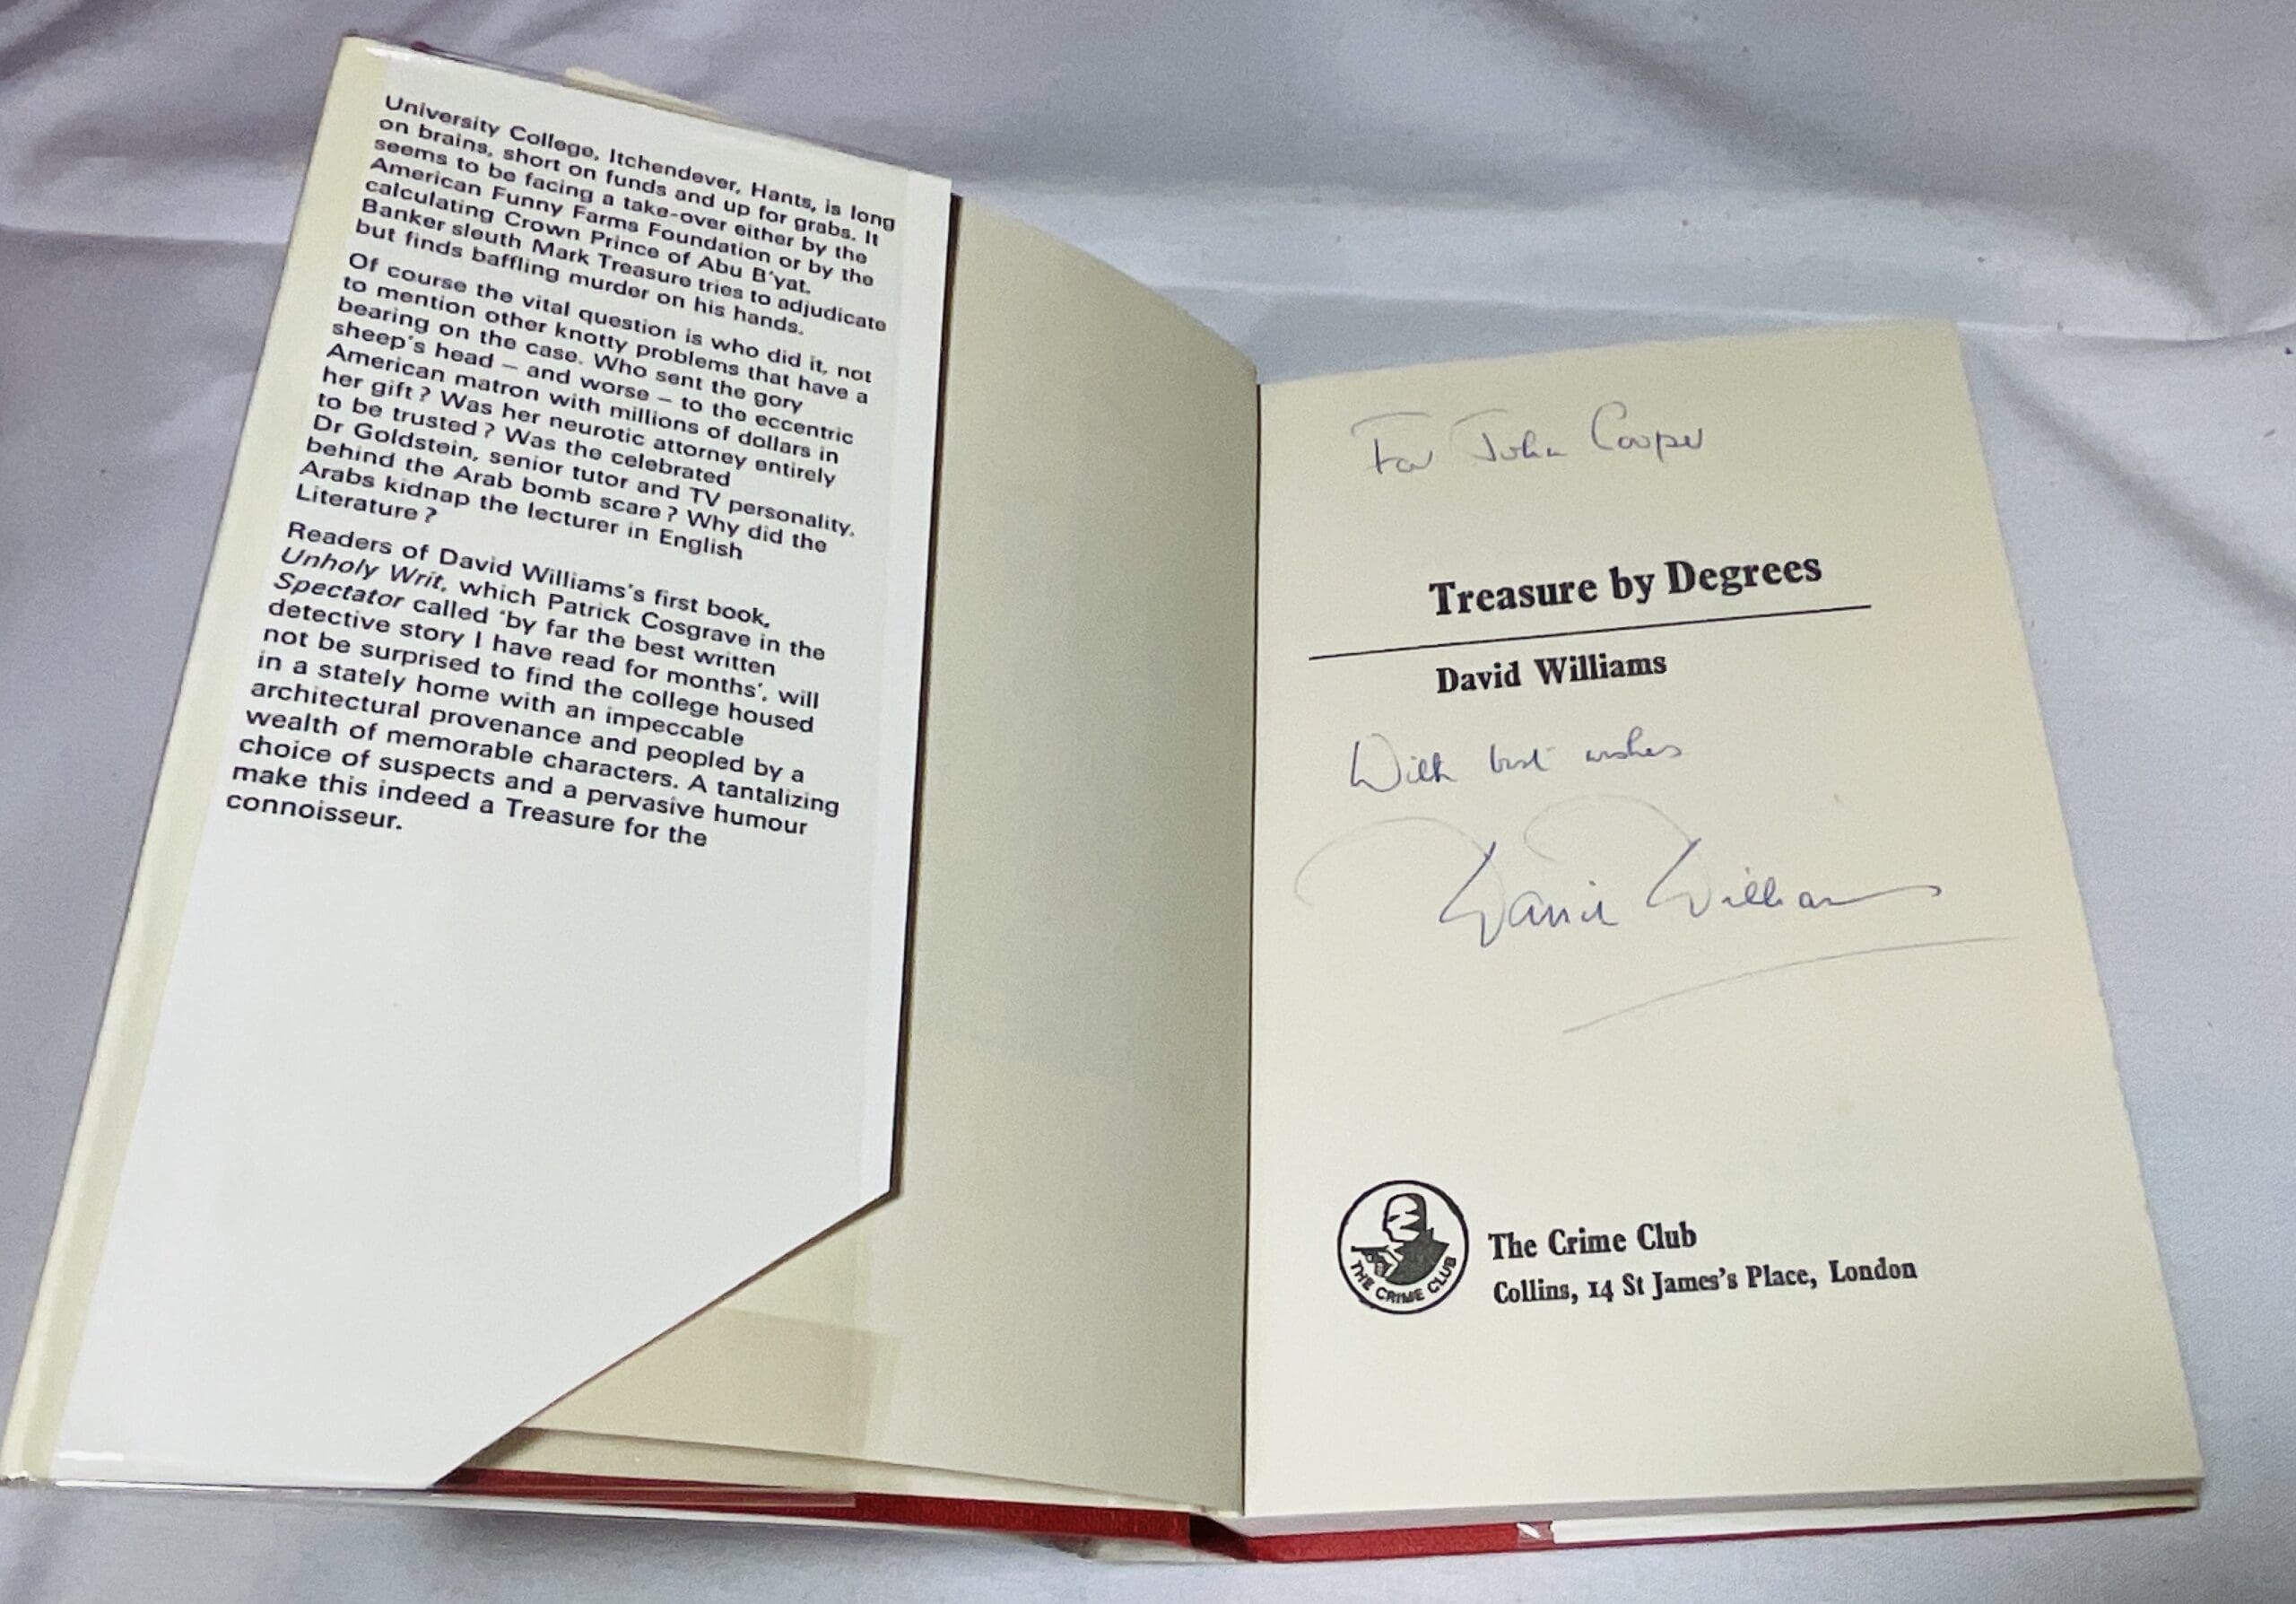 University College, Itchendever, Hants, is long
on brains, short on funds and up for grabs. It
seems to be facing a take-over either by the
American Funny Farms Foundation or by the
calculating Crown Prince of Abu B'yat.
Banker sleuth Mark Treasure tries to adjudicate
but finds baffling murder on his hands.
Of course the vital question is who did it, not
to mention other knotty problems that have a
bearing on the case. Who sent the gory
sheep's head – and worse – to the eccentric
American matron with millions of dollars in
her gift? Was her neurotic attorney entirely
to be trusted? Was the celebrated
Dr Goldstein, senior tutor and TV personality,
behind the Arab bomb scare? Why did the
Arabs kidnap the lecturer in English
Literature?
Readers of David Williams's first book,
Unholy Writ, which Patrick Cosgrave in the
Spectator called 'by far the best written
detective story I have read for months', will
not be surprised to find the college housed
in a stately home with an impeccable
architectural provenance and peopled by a
wealth of memorable characters. A tantalizing
choice of suspects and a pervasive humour
make this indeed a Treasure for the
connoisseur.
For John Cooper
Treasure by Degrees
David Williams
With best wishes
David Williams
THE CRIME CLUB
The Crime Club
Collins, 14 St James's Place, London